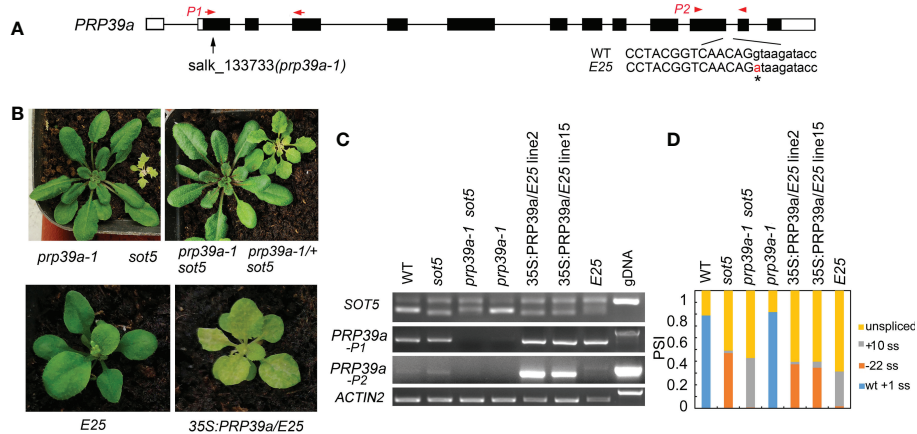 A
PRP39a
P1
P2
salk_133733(prp39a-1)
WT CCTACGGTCAACAGgtaagatacc
E25 CCTACGGTCAACAGataagatacc
*
B
prp39a-1 sot5
prp39a-1 sot5
prp39a-1/+ sot5
E25
35S:PRP39a/E25
C
WT
sot5
prp39a-1 sot5
prp39a-1
35S:PRP39a/E25 line2
35S:PRP39a/E25 line15
E25
gDNA
SOT5
PRP39a
-P1
PRP39a
-P2
ACTIN2
D
WT
sot5
prp39a-1 sot5
prp39a-1
35S:PRP39a/E25 line2
35S:PRP39a/E25 line15
E25
PSI
1
0.8
0.6
0.4
0.2
0
unspliced
+10 ss
-22 ss
wt +1 ss